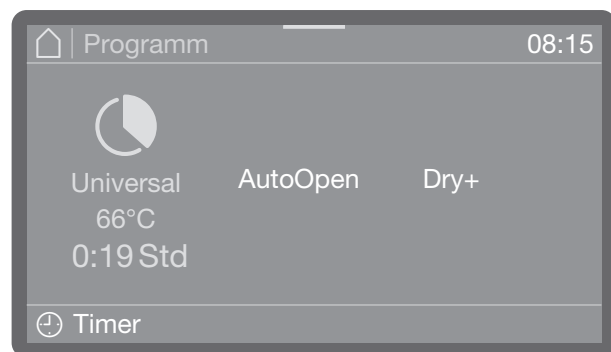 Programm 08:15
Universal AutoOpen Dry+
66°C
0:19 Std
Timer